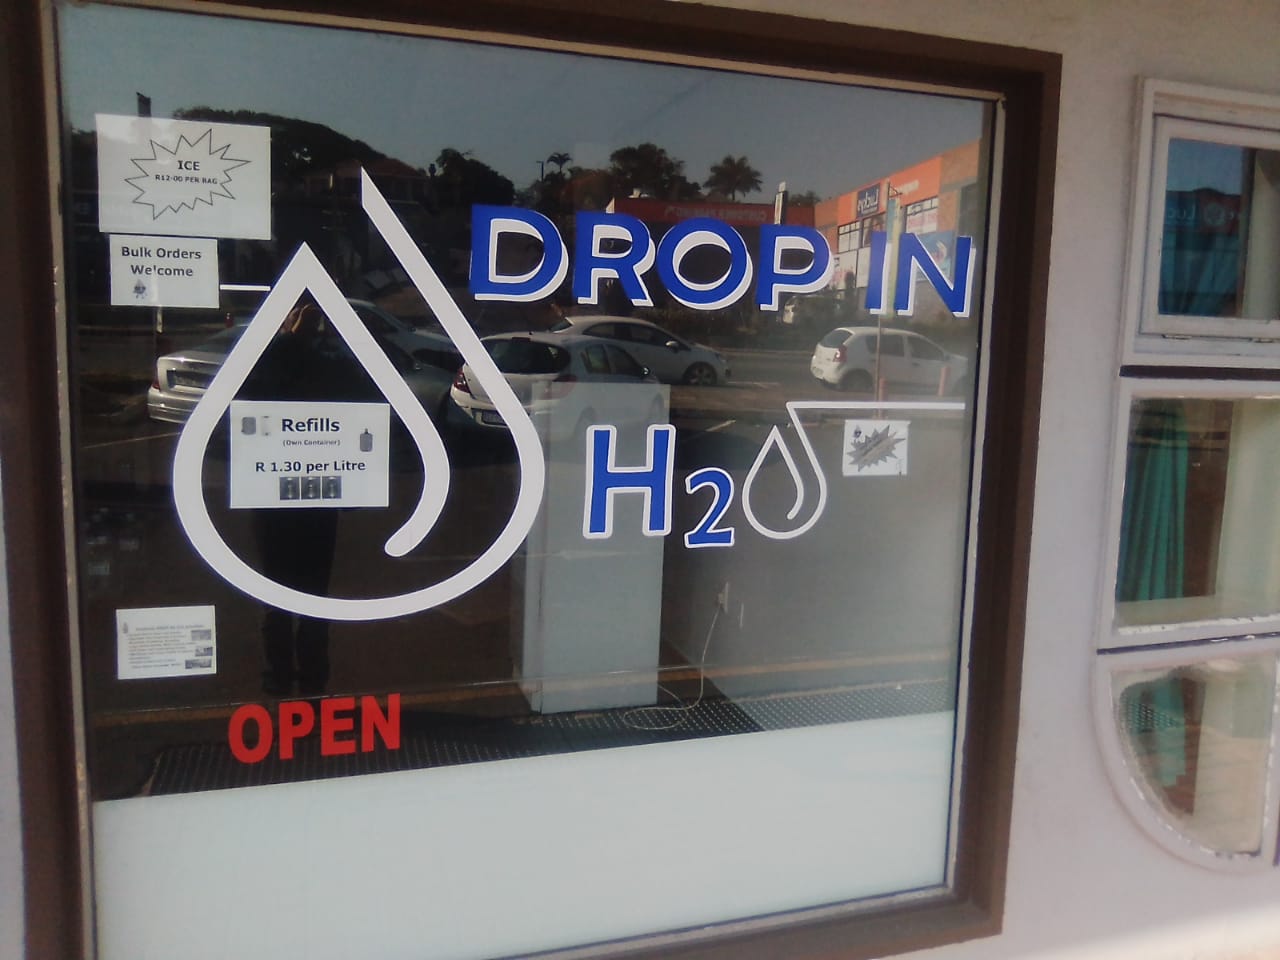 ICE
R12-00 PER BAG
Bulk Orders
Welcome
DROP IN
H2
Refills
(Own Container)
R 1.30 per Litre
OPEN